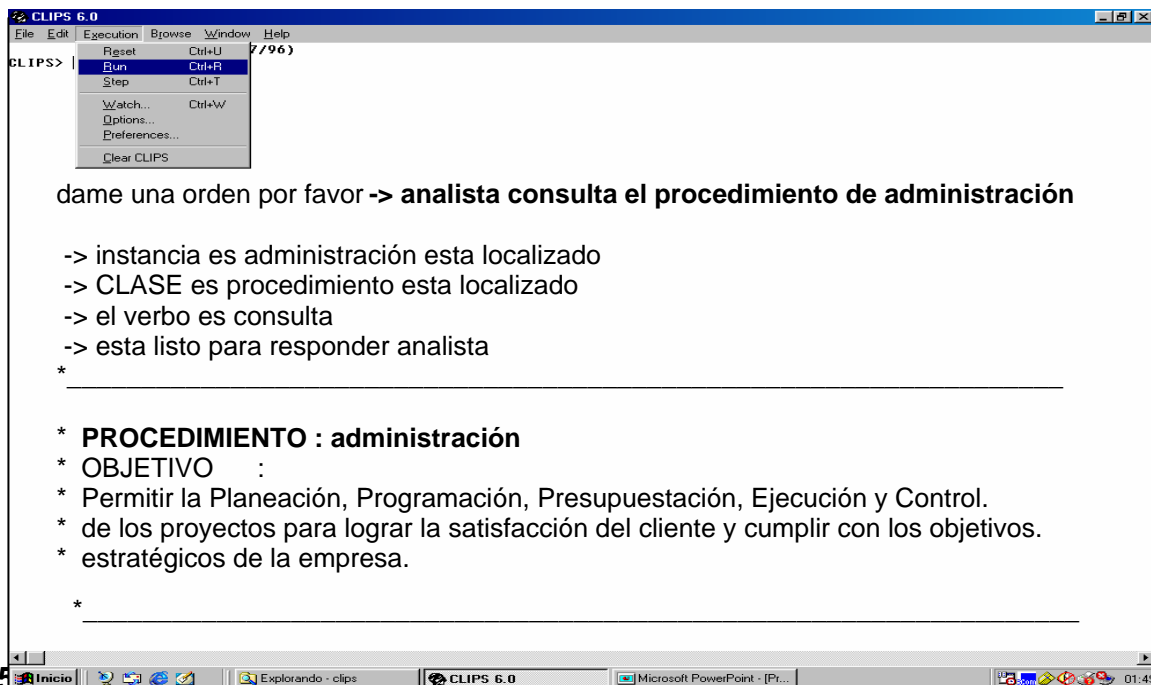 CLIPS 6.0
File Edit Execution Browse Window Help
Reset Ctrl+U 7/96)
CLIPS> Run Ctrl+R
Step Ctrl+T
Watch... Ctrl+W
Options...
Preferences...
Clear CLIPS
dame una orden por favor -> analista consulta el procedimiento de administración
-> instancia es administración esta localizado
-> CLASE es procedimiento esta localizado
-> el verbo es consulta
-> esta listo para responder analista
*____________________________________________________________
* PROCEDIMIENTO : administración
* OBJETIVO :
* Permitir la Planeación, Programación, Presupuestación, Ejecución y Control.
* de los proyectos para lograr la satisfacción del cliente y cumplir con los objetivos.
* estratégicos de la empresa.
*____________________________________________________________
Inicio Explorando - clips CLIPS 6.0 Microsoft PowerPoint - [Pr... 01:4